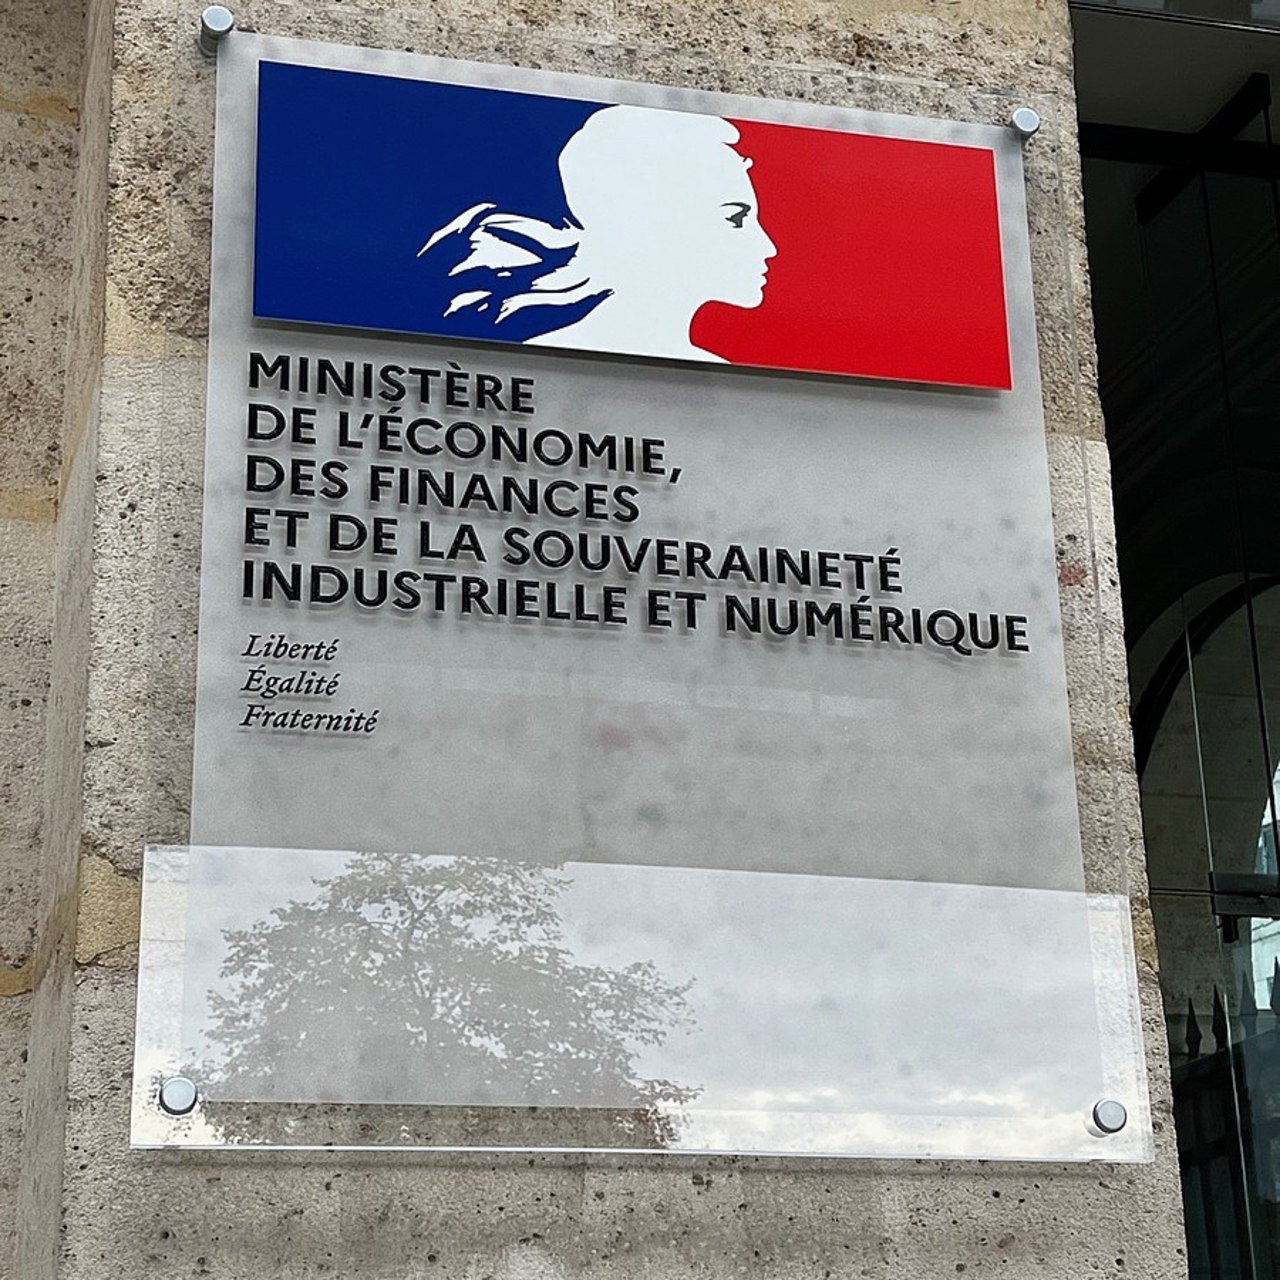 MINISTÈRE
DE L’ÉCONOMIE,
DES FINANCES
ET DE LA SOUVERAINETÉ
INDUSTRIELLE ET NUMÉRIQUE
Liberté
Égalité
Fraternité